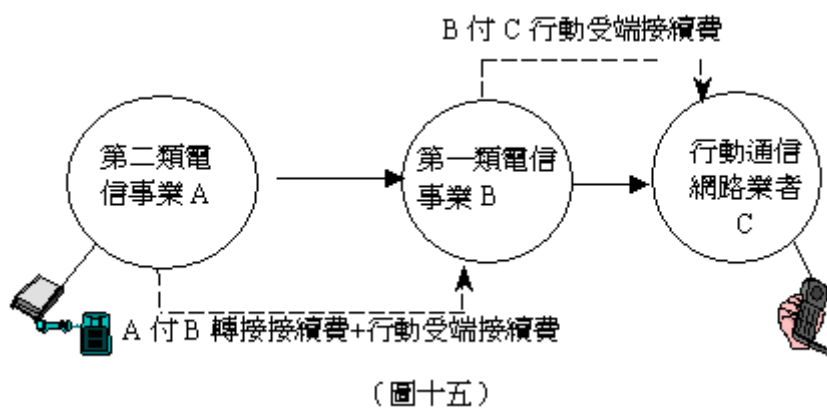 B 付 C 行動受端接續費
第二類電
信事業 A
第一類電信
事業 B
行動通信
網路業者
C
A 付 B 轉接接續費+行動受端接續費
(圖十五)